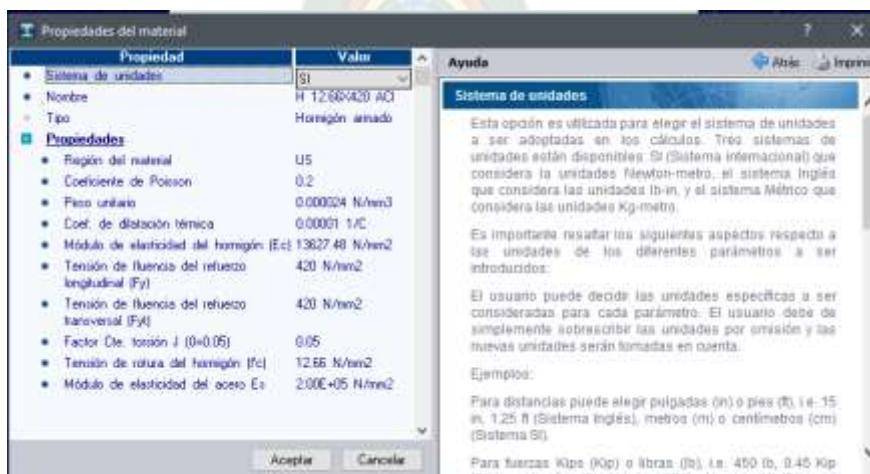 Propiedades del material
? ×
Propiedad Valor
Sistema de unidades SI
Nombre H 12.66X420 ACI
Tipo Hormigón armado
Propiedades
Región del material US
Coeficiente de Poisson 0.2
Peso unitario 0.000024 N/mm3
Coef. de dilatación térmica 0.00001 1/C
Módulo de elasticidad del hormigón (Ec) 13627.48 N/mm2
Tensión de fluencia del refuerzo 420 N/mm2
longitudinal (Fy)
Tensión de fluencia del refuerzo 420 N/mm2
transversal (Fyt)
Factor Cte. torsión J (0=0.05) 0.05
Tensión de rotura del hormigón (f'c) 12.66 N/mm2
Módulo de elasticidad del acero Es 2.00E+05 N/mm2
Aceptar Cancelar
Ayuda Atrás Imprimi
Sistema de unidades
Esta opción es utilizada para elegir el sistema de unidades
a ser adoptadas en los cálculos. Tres sistemas de
unidades están disponibles: SI (Sistema internacional) que
considera la unidades Newton-metro, el sistema Inglés
que considera las unidades lb-in, y el sistema Métrico que
considera las unidades Kg-metro.
Es importante resaltar los siguientes aspectos respecto a
las unidades de los diferentes parámetros a ser
introducidos:
El usuario puede decidir las unidades específicas a ser
consideradas para cada parámetro. El usuario debe de
simplemente sobrescribir las unidades por omisión y las
nuevas unidades serán tomadas en cuenta.
Ejemplos:
Para distancias puede elegir pulgadas (in) o pies (ft), i.e. 15
in, 1.25 ft (Sistema Inglés), metros (m) o centímetros (cm)
(Sistema SI).
Para fuerzas Kips (Kip) o libras (lb), i.e. 450 lb, 0.45 Kip